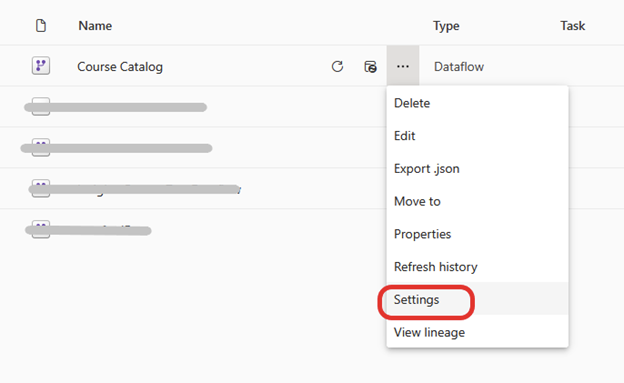 Name Type Task
Course Catalog Dataflow
Delete
Edit
Export .json
Move to
Properties
Refresh history
Settings
View lineage